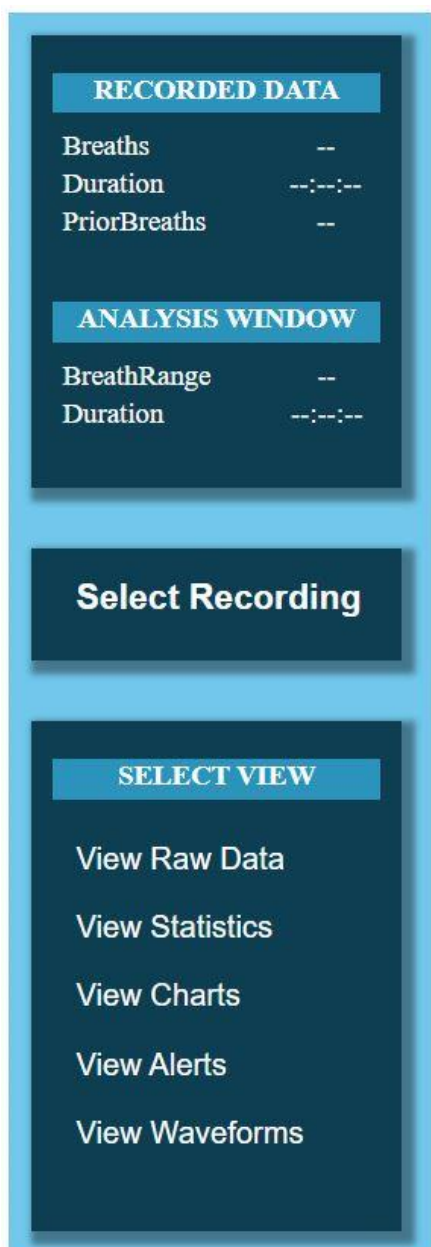 RECORDED DATA
Breaths --
Duration --:--:--
PriorBreaths --
ANALYSIS WINDOW
BreathRange --
Duration --:--:--
Select Recording
SELECT VIEW
View Raw Data
View Statistics
View Charts
View Alerts
View Waveforms